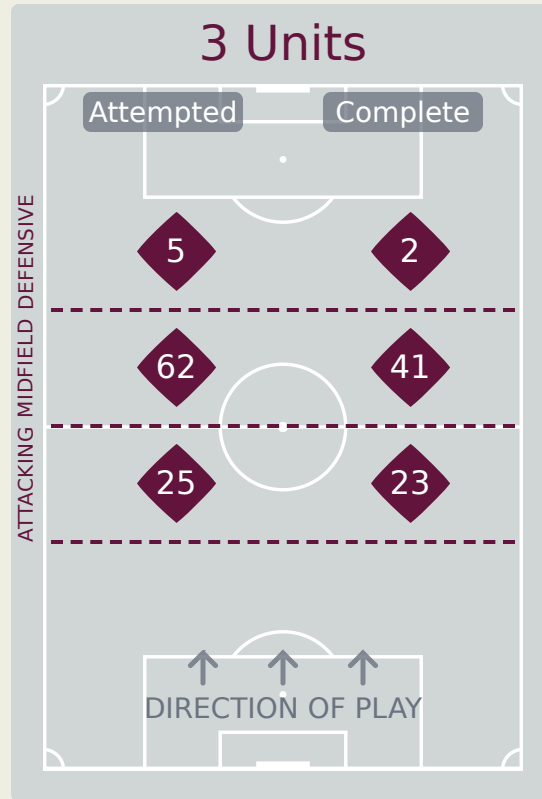 3 Units
Attempted Complete
ATTACKING MIDFIELD DEFENSIVE
5 2
62 41
25 23
DIRECTION OF PLAY